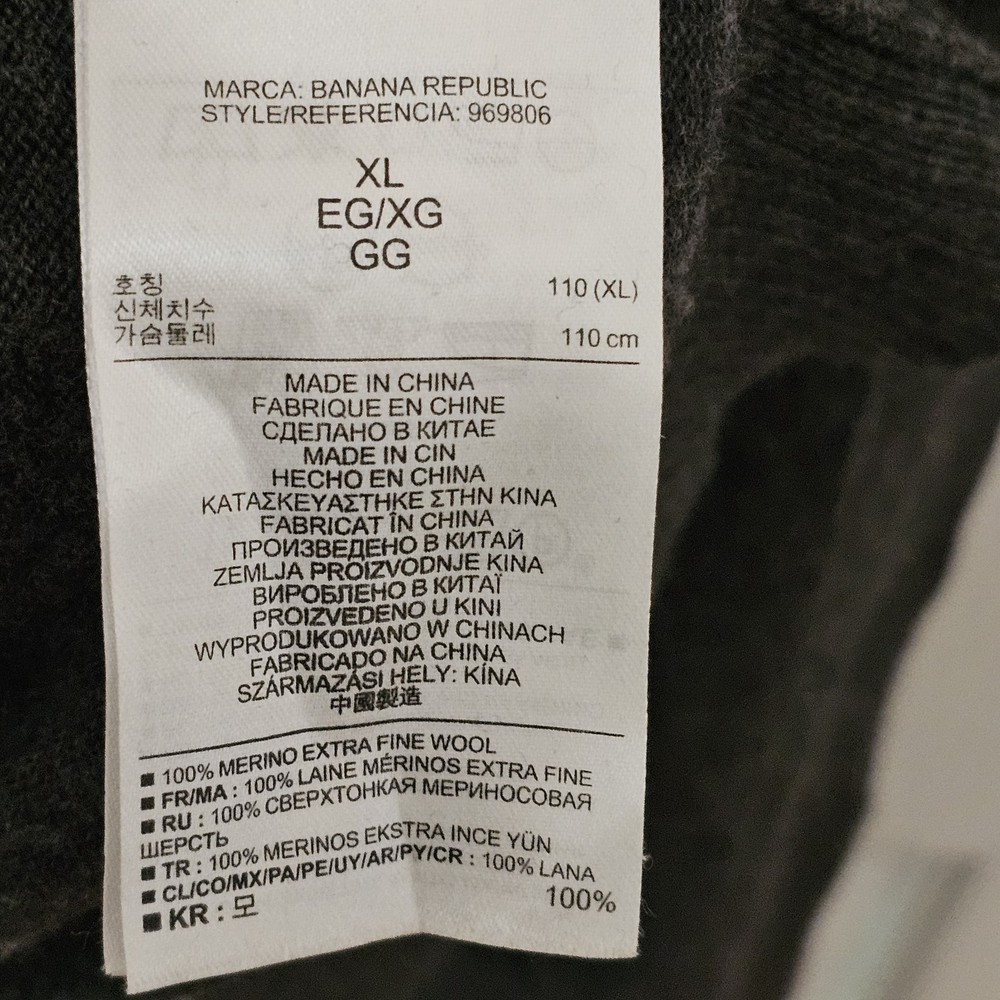 MARCA: BANANA REPUBLIC
STYLE/REFERENCIA: 969806
XL
EG/XG
GG
호칭 110 (XL)
신체치수
가슴둘레 110 cm
MADE IN CHINA
FABRIQUE EN CHINE
СДЕЛАНО В КИТАЕ
MADE IN CIN
HECHO EN CHINA
ΚΑΤΑΣΚΕΥΑΣΤΗΚΕ ΣΤΗΝ ΚΙΝΑ
FABRICAT ÎN CHINA
ПРОИЗВЕДЕНО В КИТАЙ
ZEMLJA PROIZVODNJE KINA
ВИРОБЛЕНО В КИТАЇ
PROIZVEDENO U KINI
WYPRODUKOWANO W CHINACH
FABRICADO NA CHINA
SZÁRMAZÁSI HELY: KÍNA
中國製造
■ 100% MERINO EXTRA FINE WOOL
■ FR/MA : 100% LAINE MÉRINOS EXTRA FINE
■ RU : 100% СВЕРХТОНКАЯ МЕРИНОСОВАЯ
ШЕРСТЬ
■ TR : 100% MERINOS EKSTRA INCE YÜN
■ CL/CO/MX/PA/PE/UY/AR/PY/CR : 100% LANA
■ KR : 모 100%